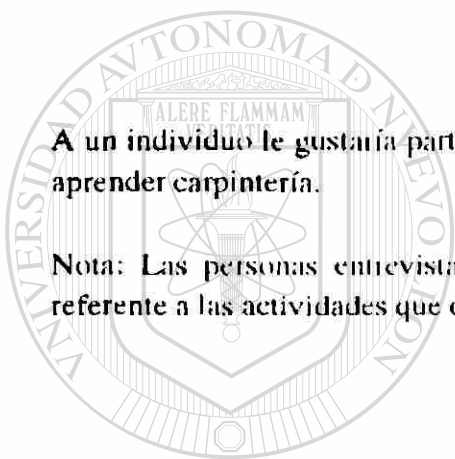 UNIVERSIDAD AVTONOMA DE NUEVO LEON
ALERE FLAMMAM
VERITATIS
A un individuo le gustaría part
aprender carpintería.
Nota: Las personas entrevista
referente a las actividades que